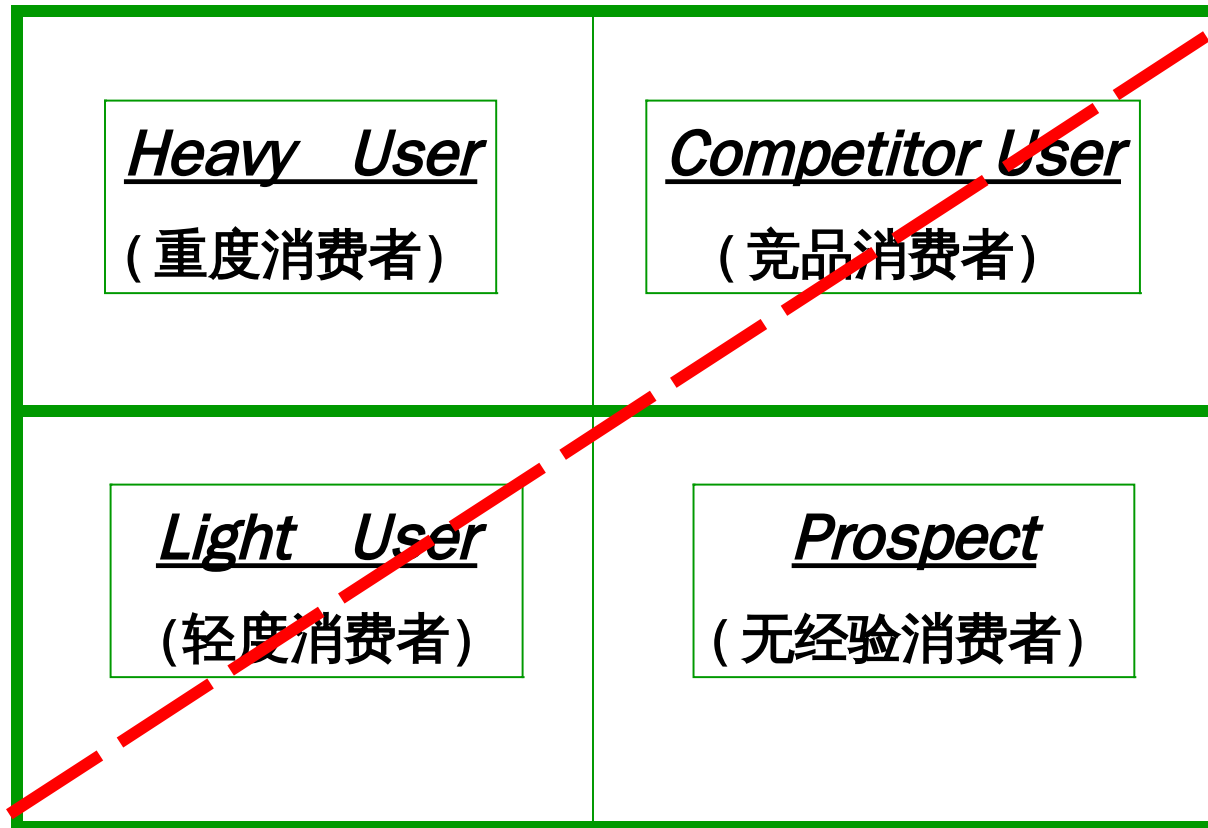 Heavy User
（重度消费者）
Competitor User
（竞品消费者）
Light User
（轻度消费者）
Prospect
（无经验消费者）